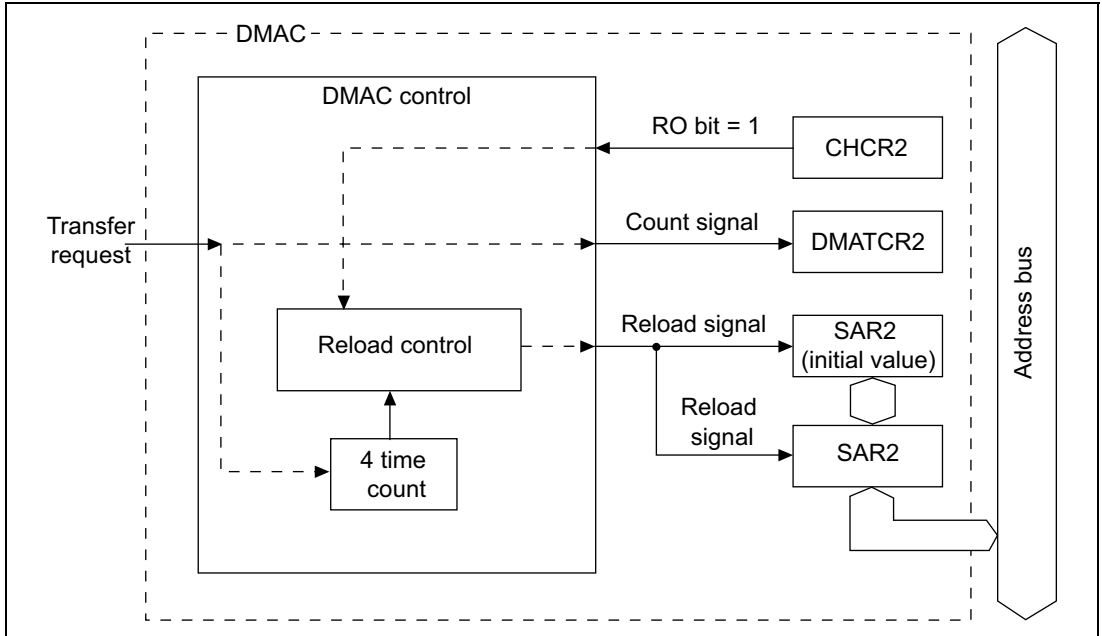 DMAC
DMAC control
RO bit = 1
CHCR2
Transfer
request
Count signal
DMATCR2
Reload control
Reload signal
SAR2
(initial value)
Reload
signal
SAR2
4 time
count
Address bus